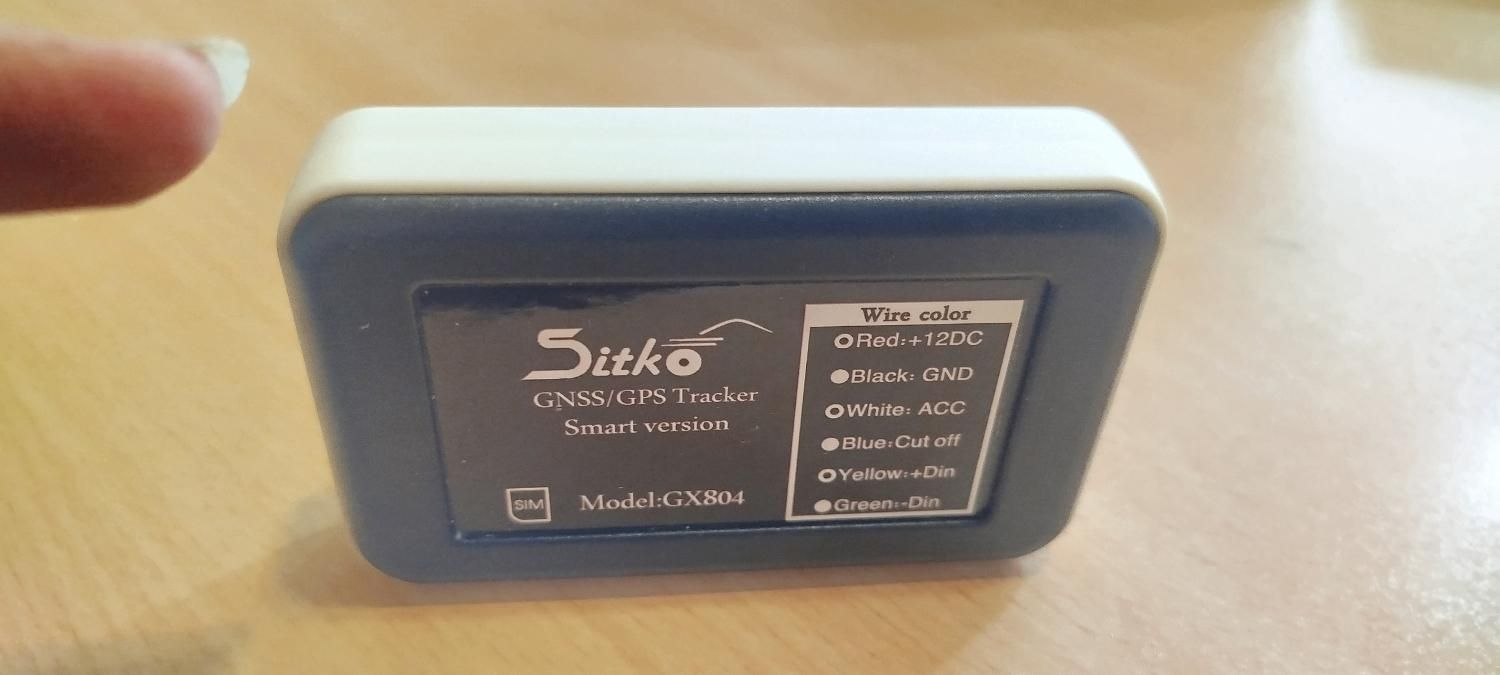 Sitko
GNSS/GPS Tracker
Smart version
SIM
Model:GX804
Wire color
Red:+12DC
Black: GND
White: ACC
Blue:Cut off
Yellow:+Din
Green:-Din